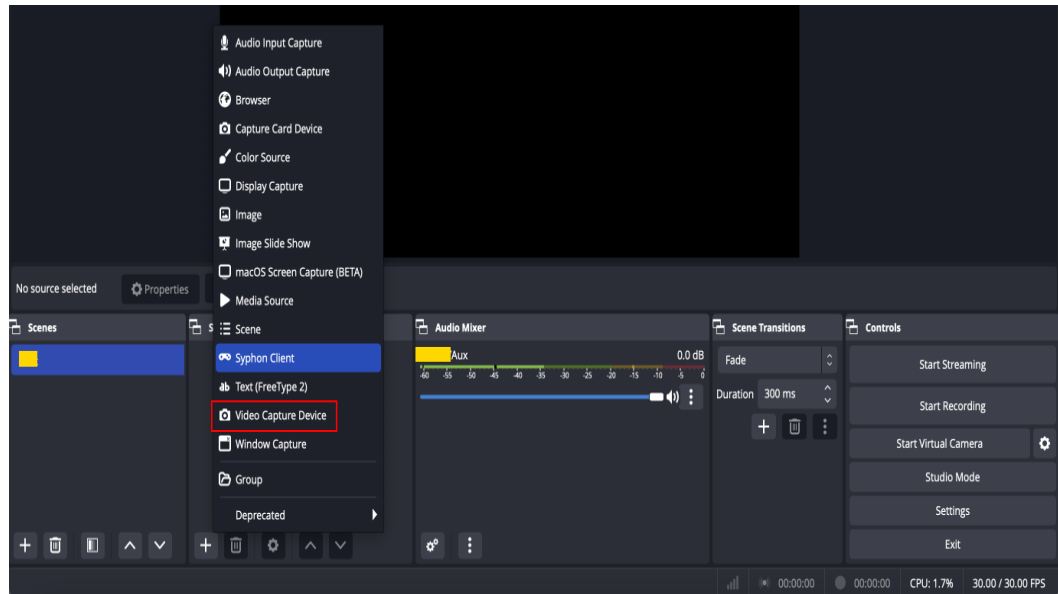 Audio Input Capture
Audio Output Capture
Browser
Capture Card Device
Color Source
Display Capture
Image
Image Slide Show
macOS Screen Capture (BETA)
Media Source
Scene
Syphon Client
ab Text (FreeType 2)
Video Capture Device
Window Capture
Group
Deprecated
No source selected
Properties
Scenes
S
Audio Mixer
Aux
0.0 dB
-60 -55 -50 -45 -40 -35 -30 -25 -20 -15 -10 -5 0
Scene Transitions
Fade
Duration 300 ms
Controls
Start Streaming
Start Recording
Start Virtual Camera
Studio Mode
Settings
Exit
00:00:00
00:00:00
CPU: 1.7%
30.00 / 30.00 FPS